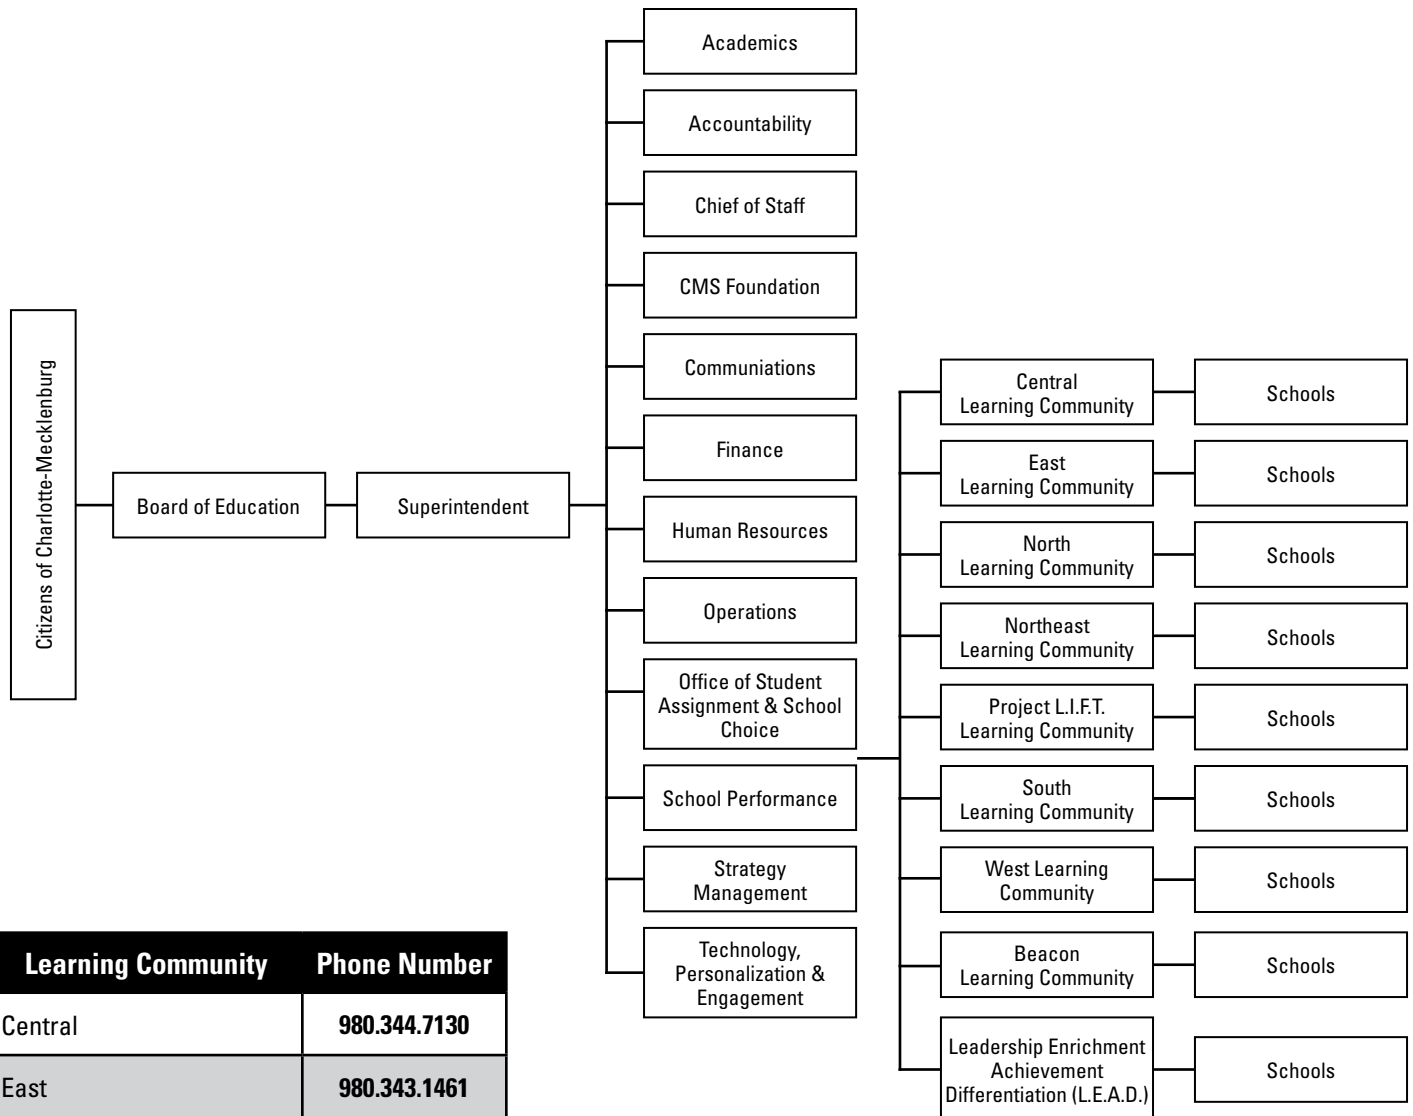 Citizens of Charlotte-Mecklenburg
Board of Education
Superintendent
Academics
Accountability
Chief of Staff
CMS Foundation
Communiations
Finance
Human Resources
Operations
Office of Student
Assignment & School
Choice
School Performance
Strategy
Management
Technology,
Personalization &
Engagement
Central
Learning Community
Schools
East
Learning Community
Schools
North
Learning Community
Schools
Northeast
Learning Community
Schools
Project L.I.F.T.
Learning Community
Schools
South
Learning Community
Schools
West Learning
Community
Schools
Beacon
Learning Community
Schools
Leadership Enrichment
Achievement
Differentiation (L.E.A.D.)
Schools
Learning Community Phone Number
Central 980.344.7130
East 980.343.1461